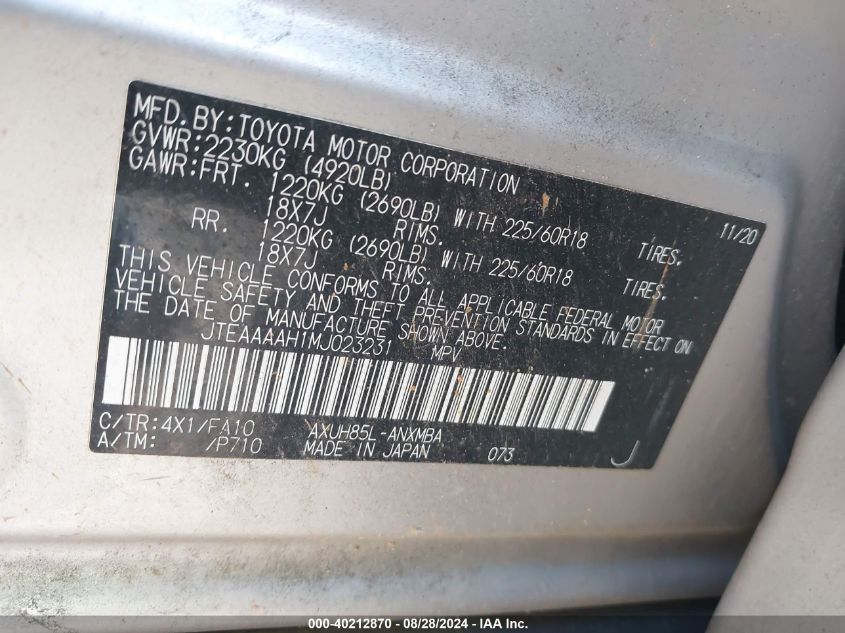 MFD.BY:TOYOTA MOTOR CORPORATION 11/20
GVWR:2230KG (4920LB)
GAWR:FRT. 1220KG (2690LB) WITH 225/60R18 TIRES.
18X7J RIMS.
RR. 1220KG (2690LB) WITH 225/60R18 TIRES.
18X7J RIMS.
THIS VEHICLE CONFORMS TO ALL APPLICABLE FEDERAL MOTOR
VEHICLE SAFETY AND THEFT PREVENTION STANDARDS IN EFFECT ON
THE DATE OF MANUFACTURE SHOWN ABOVE.
JTEAAAAH1MJ023231 MPV
C/TR:4X1/FA10 AXUH85L-ANXMBA
A/TM: /P710 MADE IN JAPAN 073 J
000-40212870 - 08/28/2024 - IAA Inc.